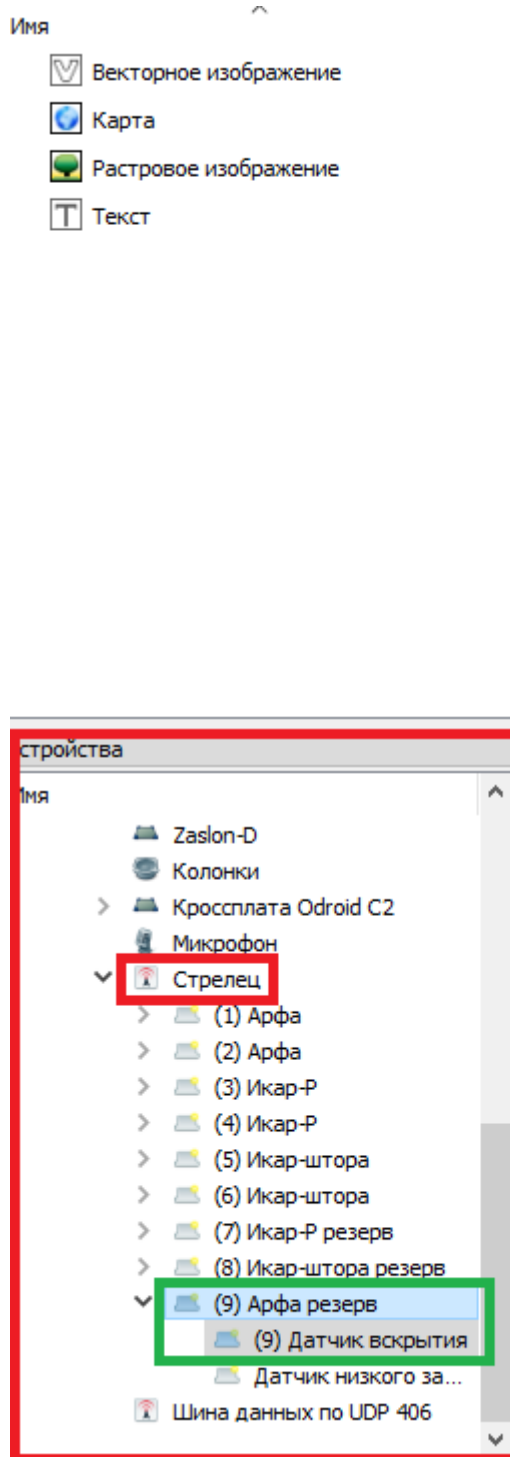 Имя
Векторное изображение
Карта
Растровое изображение
T Текст
стройства
Имя
Zaslon-D
Колонки
Кроссплата Odroid C2
Микрофон
Стрелец
(1) Арфа
(2) Арфа
(3) Икар-Р
(4) Икар-Р
(5) Икар-штора
(6) Икар-штора
(7) Икар-Р резерв
(8) Икар-штора резерв
(9) Арфа резерв
(9) Датчик вскрытия
Датчик низкого за...
Шина данных по UDP 406